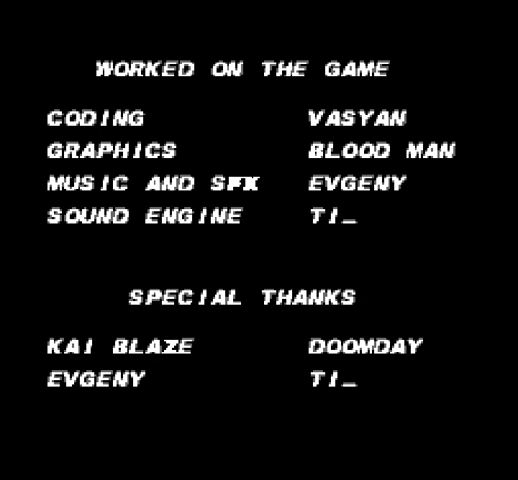 WORKED ON THE GAME
CODING VASYAN
GRAPHICS BLOOD MAN
MUSIC AND SFX EVGENY
SOUND ENGINE TI_
SPECIAL THANKS
KAI BLAZE DOOMDAY
EVGENY TI_